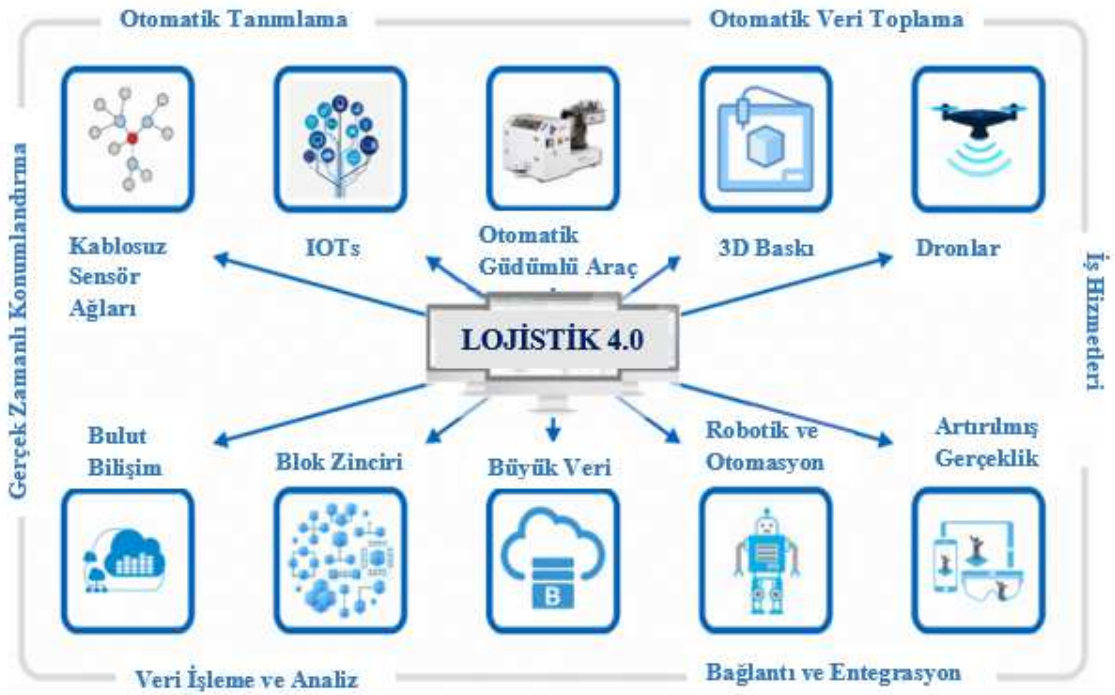 Otomatik Tanımlama
Otomatik Veri Toplama
Gerçek Zamanlı Konumlandırma
Kablosuz
Sensör
Ağları
IOTs
Otomatik
Güdümlü Araç
3D Baskı
Dronlar
İş Hizmetleri
LOJİSTİK 4.0
Bulut
Bilişim
Blok Zinciri
Büyük Veri
Robotik ve
Otomasyon
Artırılmış
Gerçeklik
B
Veri İşleme ve Analiz
Bağlantı ve Entegrasyon